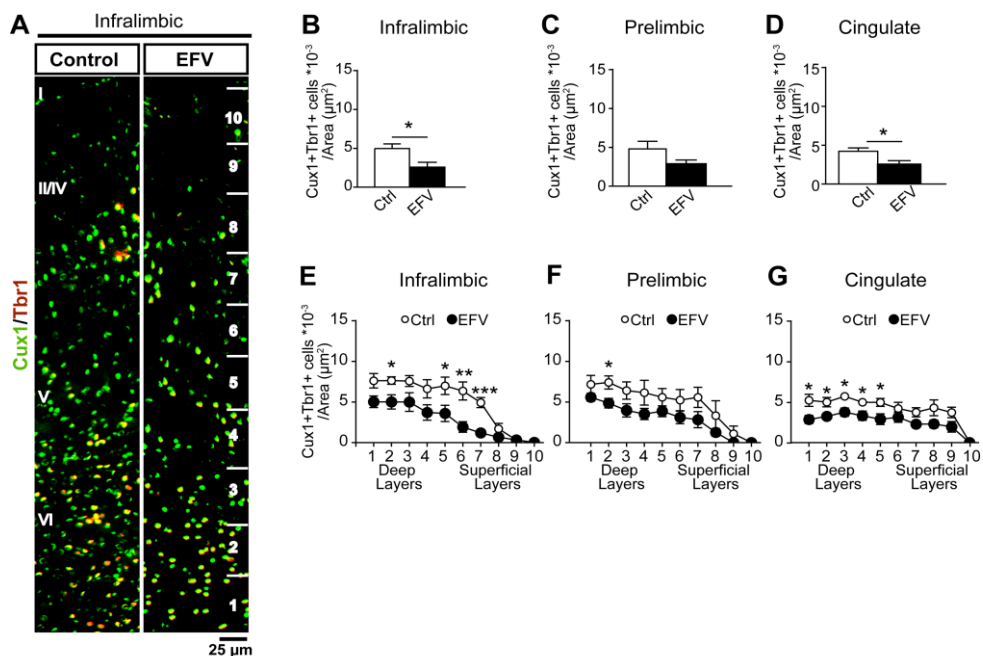 A
Infralimbic
Control EFV
Cux1/Tbr1
I
II/IV
V
VI
10
9
8
7
6
5
4
3
2
1
25 µm
B
Infralimbic
Cux1+Tbr1+ cells *10⁻³
/Area (µm²)
15
10
5
0
*
Ctrl
EFV
C
Prelimbic
Cux1+Tbr1+ cells *10⁻³
/Area (µm²)
15
10
5
0
Ctrl
EFV
D
Cingulate
Cux1+Tbr1+ cells *10⁻³
/Area (µm²)
15
10
5
0
*
Ctrl
EFV
E
Infralimbic
Ctrl EFV
Cux1+Tbr1+ cells *10⁻³
/Area (µm²)
15
10
5
0
* * ** ***
1 2 3 4 5 6 7 8 9 10
Deep Superficial
Layers Layers
F
Prelimbic
Ctrl EFV
15
10
5
0
*
1 2 3 4 5 6 7 8 9 10
Deep Superficial
Layers Layers
G
Cingulate
Ctrl EFV
15
10
5
0
* * * * *
1 2 3 4 5 6 7 8 9 10
Deep Superficial
Layers Layers